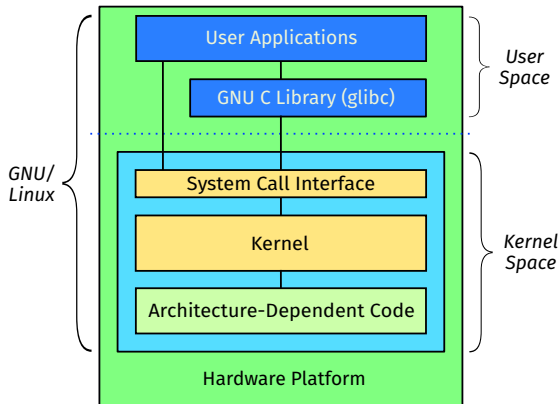 User Applications
GNU C Library (glibc)
User
Space
GNU/
Linux
System Call Interface
Kernel
Kernel
Space
Architecture-Dependent Code
Hardware Platform